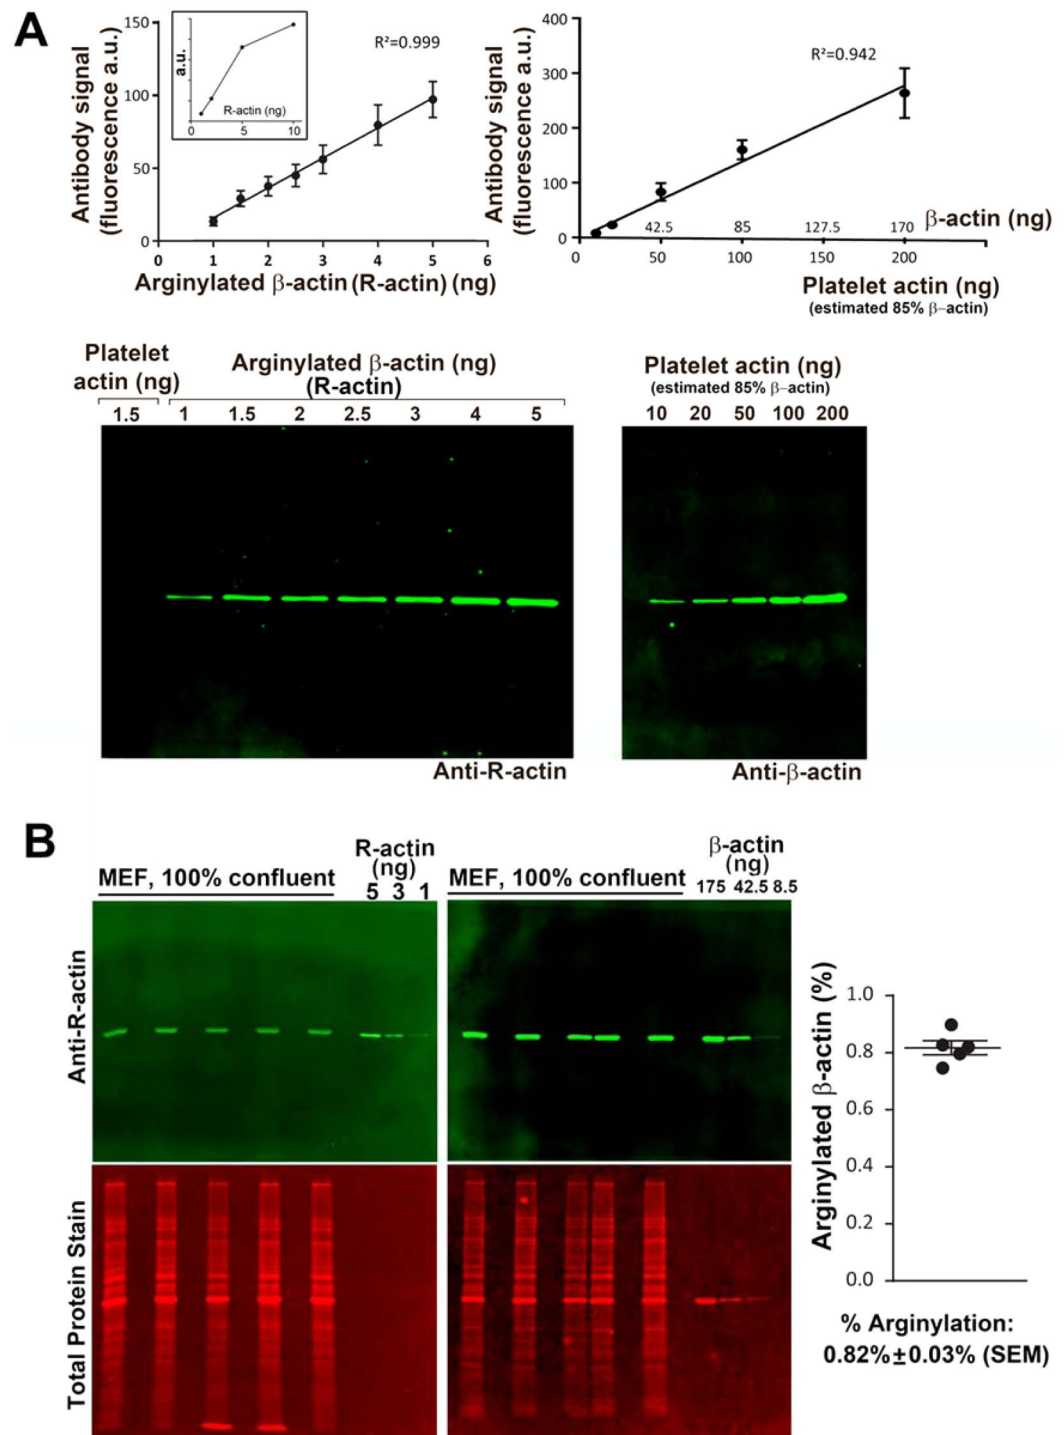 A
Antibody signal
(fluorescence a.u.)
150
100
50
0
a.u.
R-actin (ng)
0 5 10
R²=0.999
0 1 2 3 4 5 6
Arginylated β-actin (R-actin) (ng)
Antibody signal
(fluorescence a.u.)
400
300
200
100
0
R²=0.942
42.5 85 127.5 170 β-actin (ng)
0 50 100 150 200
Platelet actin (ng)
(estimated 85% β-actin)
Platelet
actin (ng)
1.5
Arginylated β-actin (ng)
(R-actin)
1 1.5 2 2.5 3 4 5
Anti-R-actin
Platelet actin (ng)
(estimated 85% β-actin)
10 20 50 100 200
Anti-β-actin
B
MEF, 100% confluent
R-actin
(ng)
5 3 1
MEF, 100% confluent
β-actin
(ng)
175 42.5 8.5
Anti-R-actin
Total Protein Stain
Arginylated β-actin (%)
1.0
0.8
0.6
0.4
0.2
0.0
% Arginylation:
0.82%±0.03% (SEM)